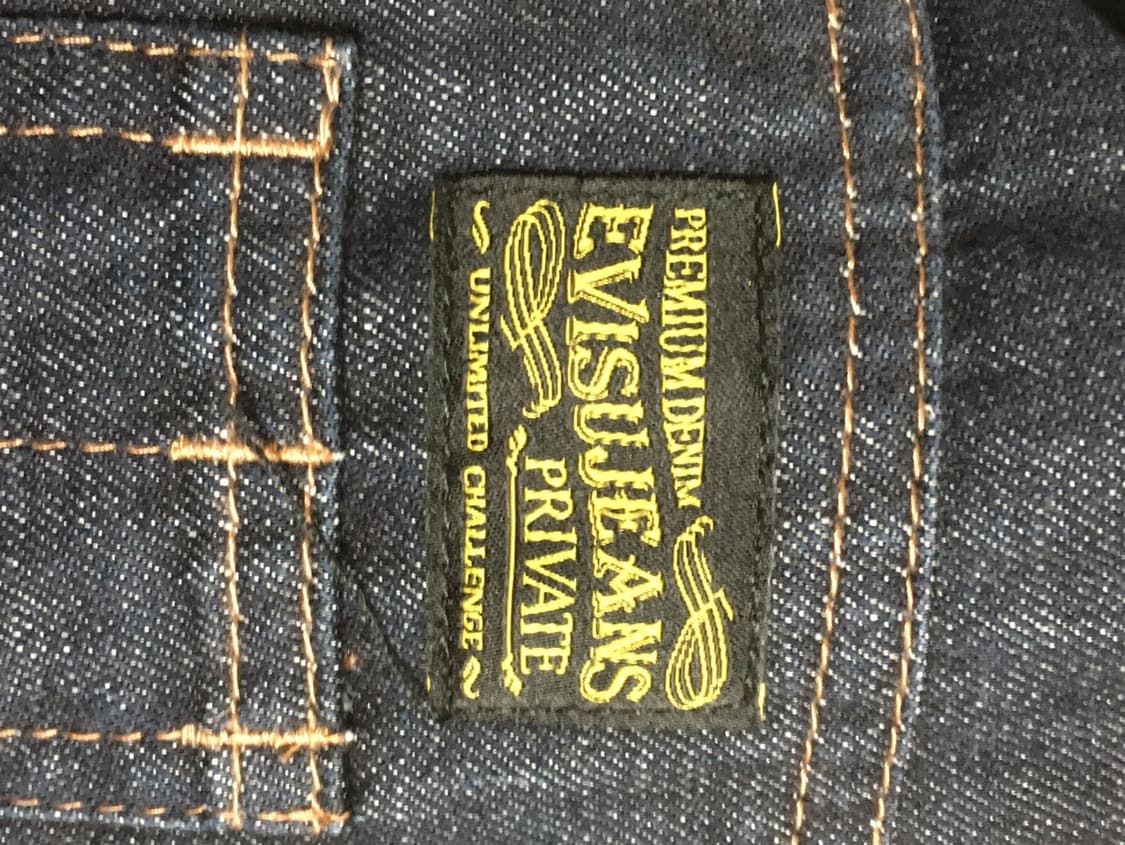 PREMIUM DENIM
EVISUJEANS
PRIVATE
UNLIMITED CHALLENGE